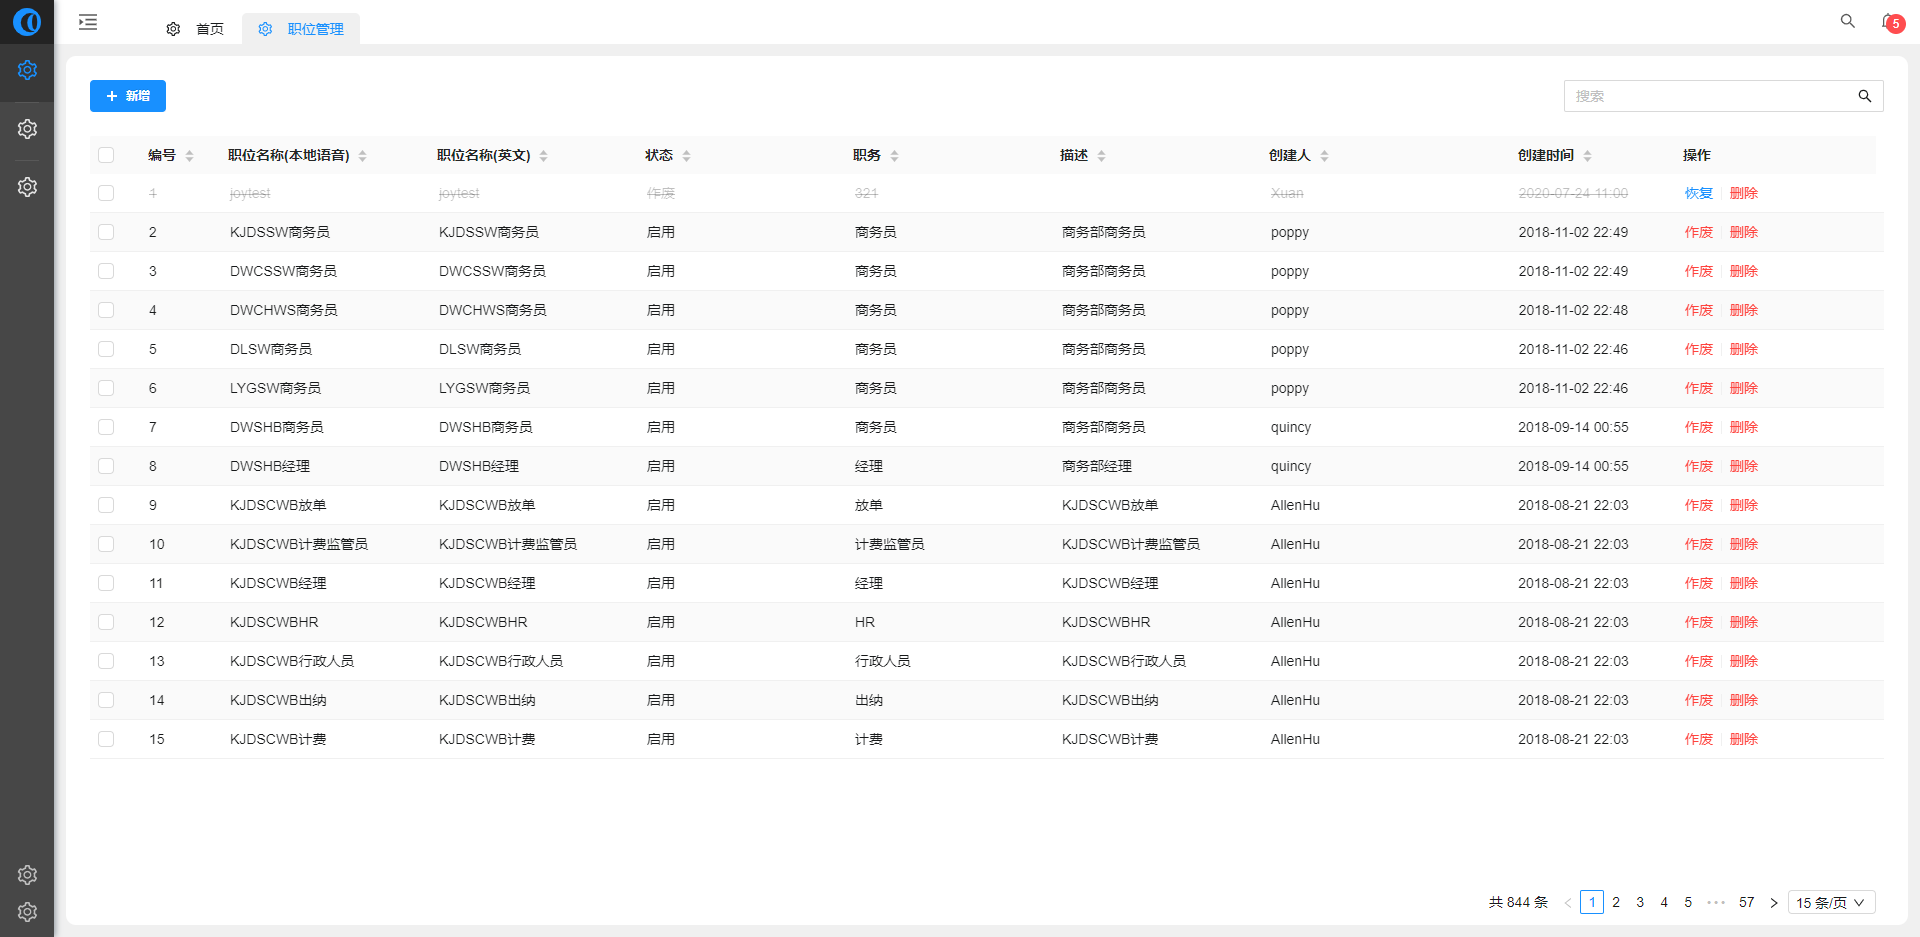 首页 职位管理 5
新增 搜索
编号 职位名称(本地语音) 职位名称(英文) 状态 职务 描述 创建人 创建时间 操作
1 joytest joytest 作废 321 Xuan 2020-07-24 11:00 恢复 删除
2 KJDSSW商务员 KJDSSW商务员 启用 商务员 商务部商务员 poppy 2018-11-02 22:49 作废 删除
3 DWCSSW商务员 DWCSSW商务员 启用 商务员 商务部商务员 poppy 2018-11-02 22:49 作废 删除
4 DWCHWS商务员 DWCHWS商务员 启用 商务员 商务部商务员 poppy 2018-11-02 22:48 作废 删除
5 DLSW商务员 DLSW商务员 启用 商务员 商务部商务员 poppy 2018-11-02 22:46 作废 删除
6 LYGSW商务员 LYGSW商务员 启用 商务员 商务部商务员 poppy 2018-11-02 22:46 作废 删除
7 DWSHB商务员 DWSHB商务员 启用 商务员 商务部商务员 quincy 2018-09-14 00:55 作废 删除
8 DWSHB经理 DWSHB经理 启用 经理 商务部经理 quincy 2018-09-14 00:55 作废 删除
9 KJDSCWB放单 KJDSCWB放单 启用 放单 KJDSCWB放单 AllenHu 2018-08-21 22:03 作废 删除
10 KJDSCWB计费监管员 KJDSCWB计费监管员 启用 计费监管员 KJDSCWB计费监管员 AllenHu 2018-08-21 22:03 作废 删除
11 KJDSCWB经理 KJDSCWB经理 启用 经理 KJDSCWB经理 AllenHu 2018-08-21 22:03 作废 删除
12 KJDSCWBHR KJDSCWBHR 启用 HR KJDSCWBHR AllenHu 2018-08-21 22:03 作废 删除
13 KJDSCWB行政人员 KJDSCWB行政人员 启用 行政人员 KJDSCWB行政人员 AllenHu 2018-08-21 22:03 作废 删除
14 KJDSCWB出纳 KJDSCWB出纳 启用 出纳 KJDSCWB出纳 AllenHu 2018-08-21 22:03 作废 删除
15 KJDSCWB计费 KJDSCWB计费 启用 计费 KJDSCWB计费 AllenHu 2018-08-21 22:03 作废 删除
共 844 条 < 1 2 3 4 5 ••• 57 > 15 条/页